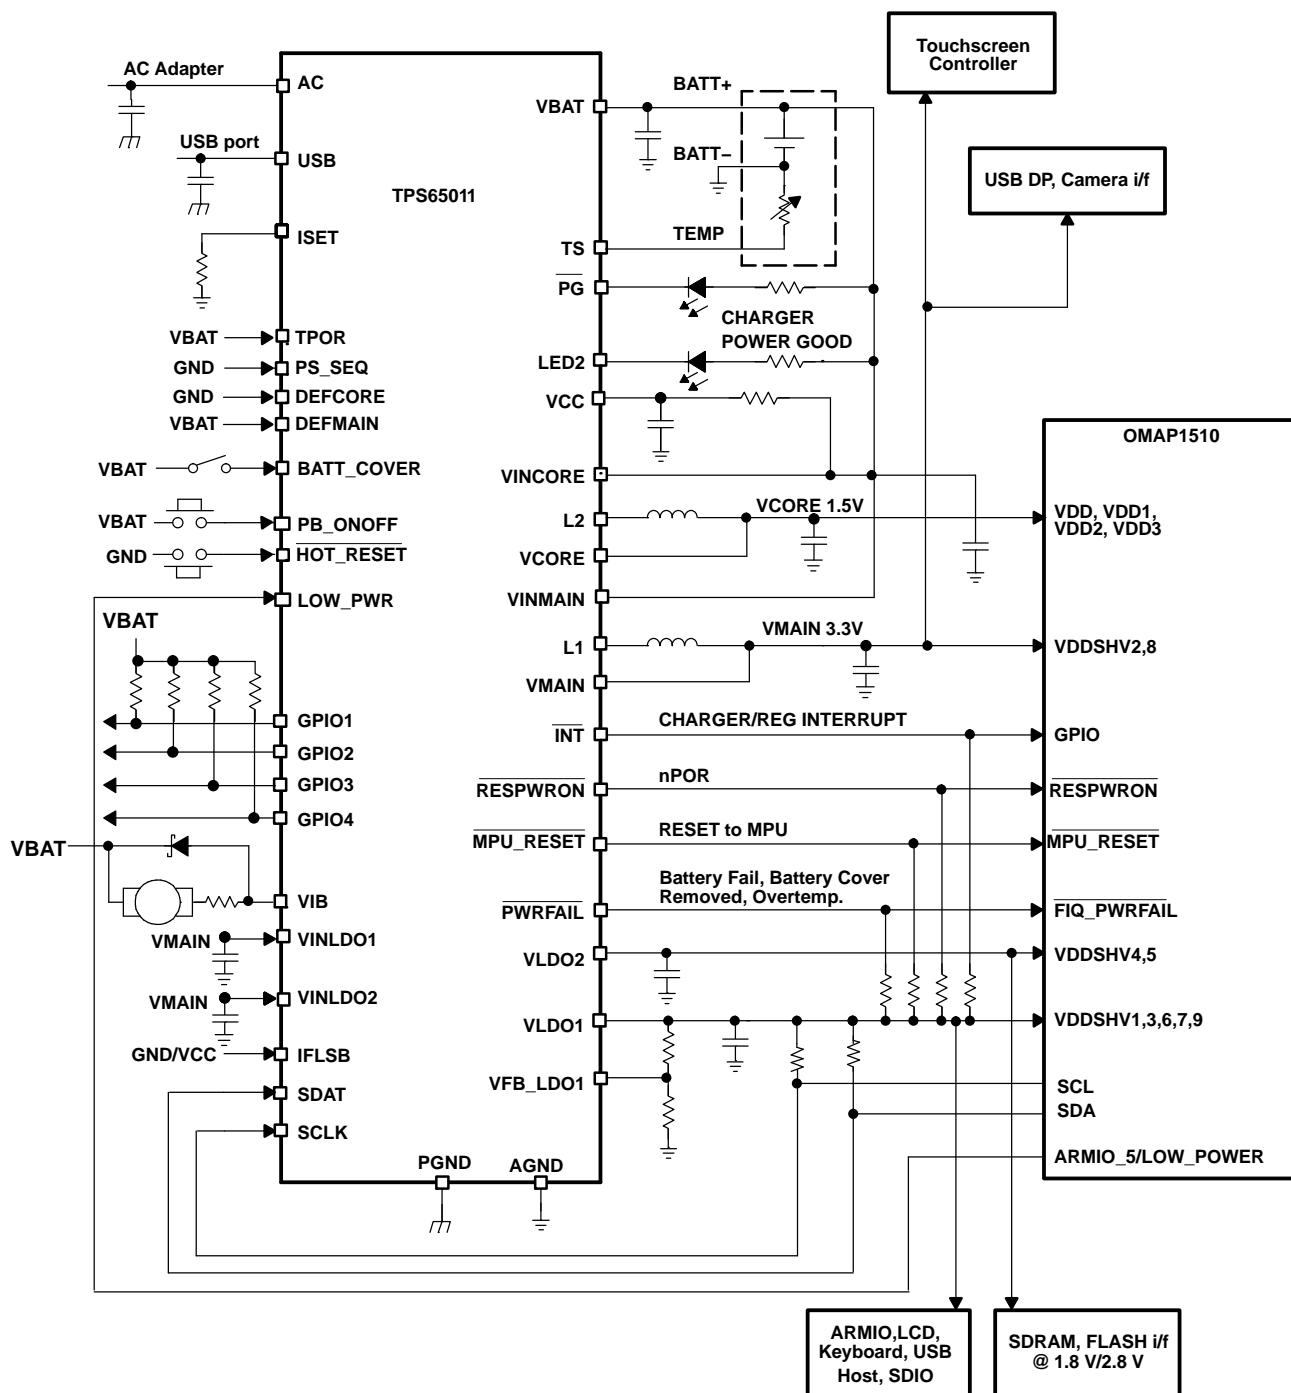 Touchscreen
Controller
USB DP, Camera i/f
AC Adapter
USB port
TPS65011
AC
USB
ISET
VBAT
TPOR
GND
PS_SEQ
GND
DEFCORE
VBAT
DEFMAIN
VBAT
BATT_COVER
VBAT
PB_ONOFF
GND
HOT_RESET
LOW_PWR
VBAT
GPIO1
GPIO2
GPIO3
GPIO4
VBAT
VIB
VMAIN
VINLDO1
VMAIN
VINLDO2
GND/VCC
IFLSB
SDAT
SCLK
PGND
AGND
VBAT
BATT+
BATT−
TS
TEMP
PG
CHARGER
POWER GOOD
LED2
VCC
VINCORE
L2
VCORE 1.5V
VCORE
VINMAIN
L1
VMAIN 3.3V
VMAIN
INT
CHARGER/REG INTERRUPT
RESPWRON
nPOR
MPU_RESET
RESET to MPU
Battery Fail, Battery Cover
Removed, Overtemp.
PWRFAIL
VLDO2
VLDO1
VFB_LDO1
OMAP1510
VDD, VDD1,
VDD2, VDD3
VDDSHV2,8
GPIO
RESPWRON
MPU_RESET
FIQ_PWRFAIL
VDDSHV4,5
VDDSHV1,3,6,7,9
SCL
SDA
ARMIO_5/LOW_POWER
ARMIO,LCD,
Keyboard, USB
Host, SDIO
SDRAM, FLASH i/f
@ 1.8 V/2.8 V